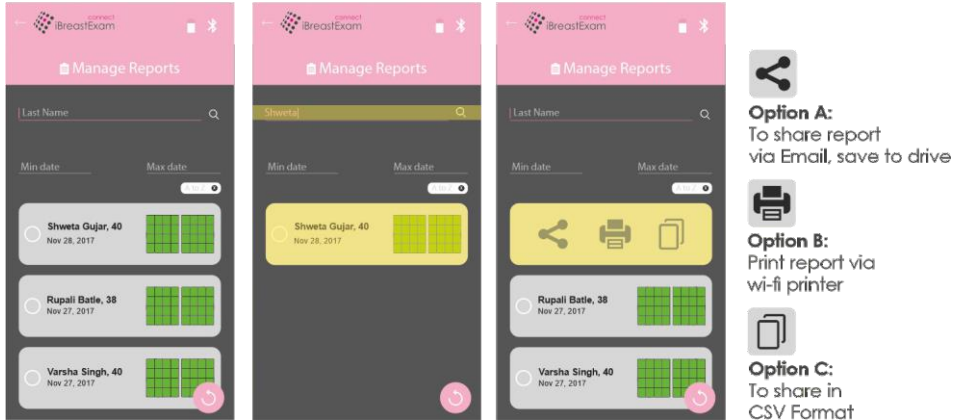 connect
iBreastExam
Manage Reports
Last Name
Min date
Max date
A to Z
Shweta Gujar, 40
Nov 28, 2017
Rupali Batle, 38
Nov 27, 2017
Varsha Singh, 40
Nov 27, 2017
connect
iBreastExam
Manage Reports
Shweta
Min date
Max date
A to Z
Shweta Gujar, 40
Nov 28, 2017
connect
iBreastExam
Manage Reports
Last Name
Min date
Max date
A to Z
Rupali Batle, 38
Nov 27, 2017
Varsha Singh, 40
Nov 27, 2017
Option A:
To share report
via Email, save to drive
Option B:
Print report via
wi-fi printer
Option C:
To share in
CSV Format